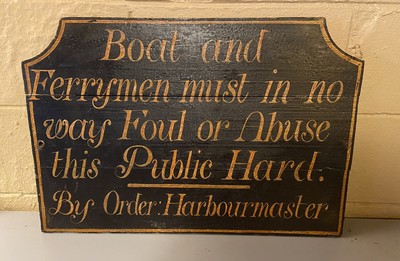 Boat and
Ferrymen must in no
way Foul or Abuse
this Public Hard.
By Order: Harbourmaster